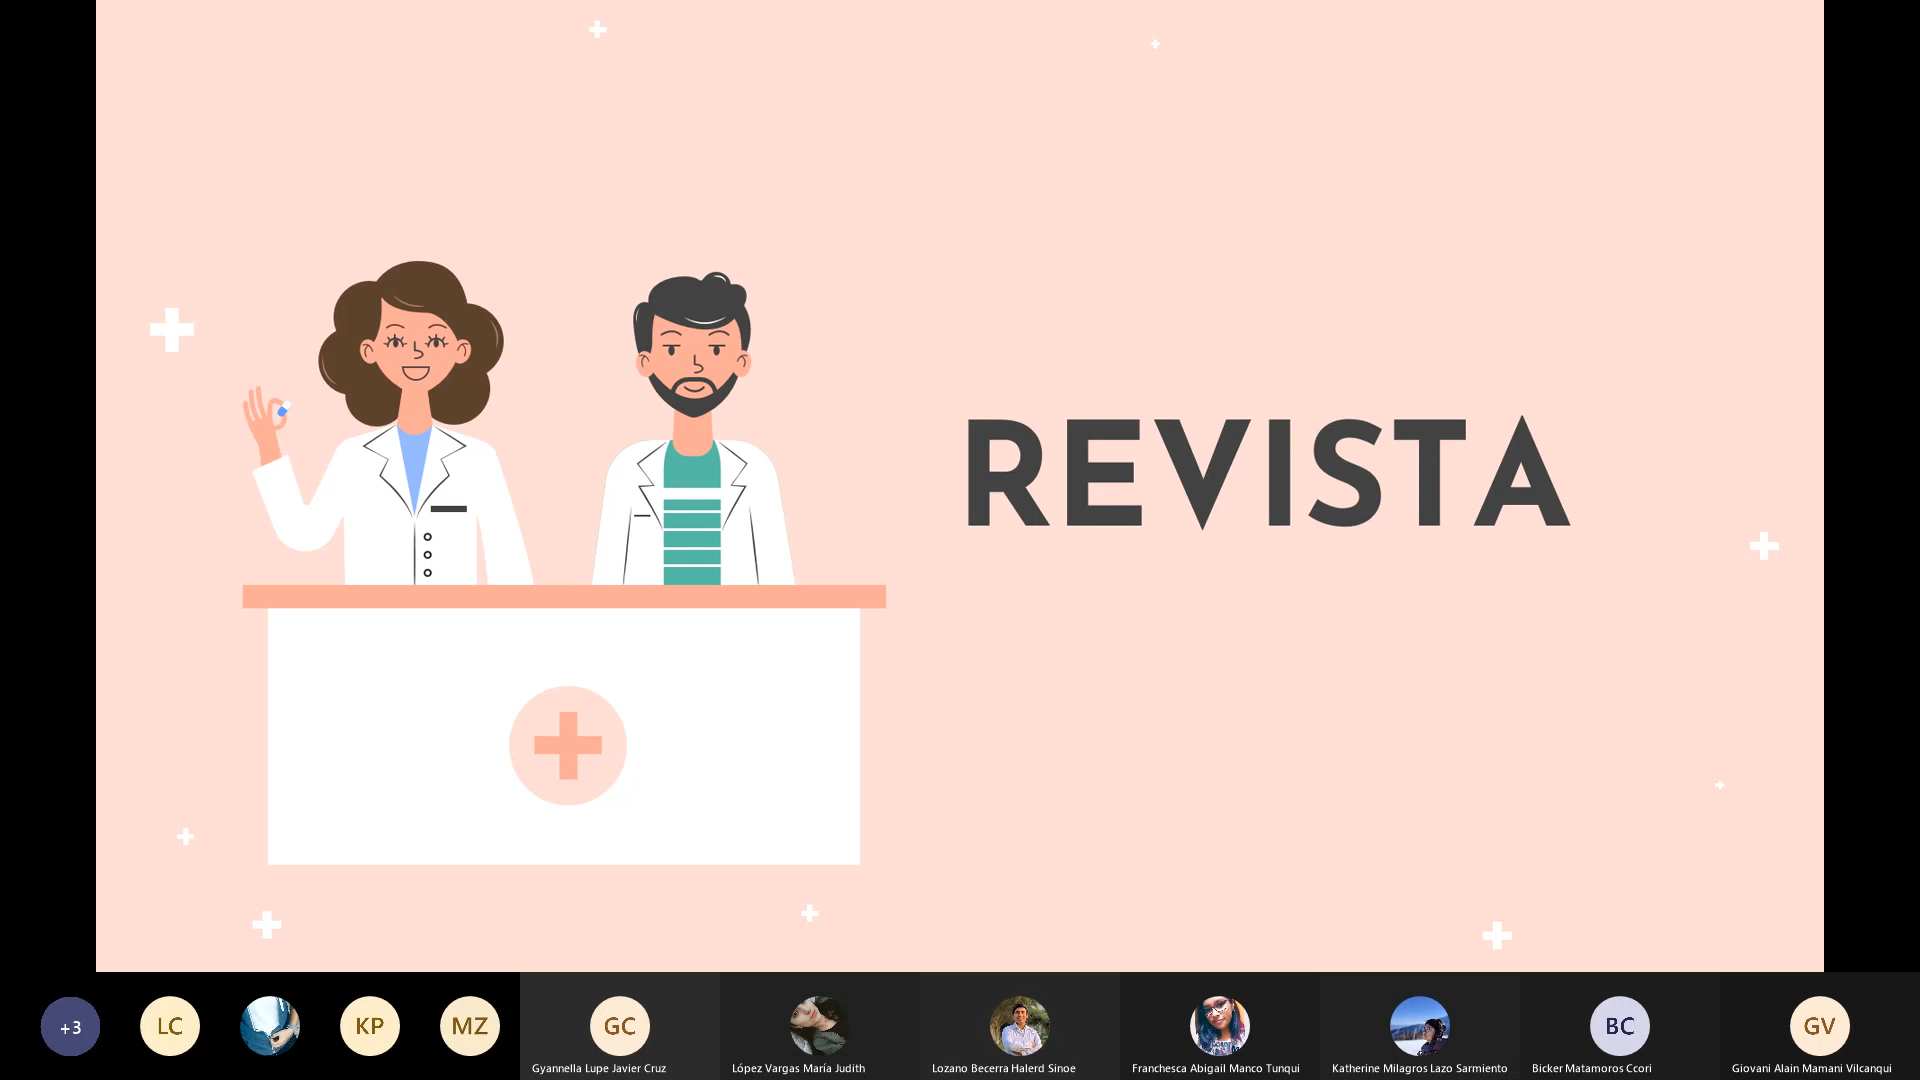 REVISTA
+3
LC
KP
MZ
GC
BC
GV
Gyannella Lupe Javier Cruz
López Vargas María Judith
Lozano Becerra Halerd Sinoe
Franchesca Abigail Manco Tunqui
Katherine Milagros Lazo Sarmiento
Bicker Matamoros Ccori
Giovani Alain Mamani Vilcanqui